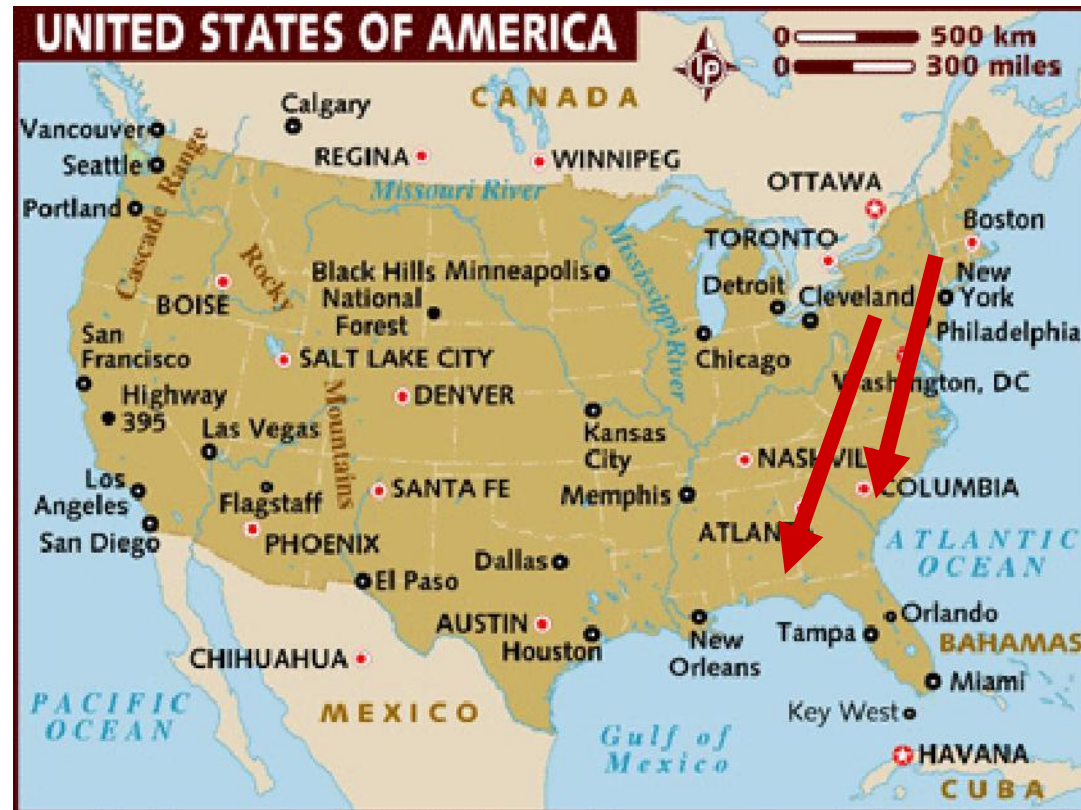 UNITED STATES OF AMERICA
0 500 km
0 300 miles
CANADA
Calgary
Vancouver
Seattle
REGINA
WINNIPEG
Missouri River
OTTAWA
Portland
Cascade Range
Boston
TORONTO
Rocky
Mountains
Mississippi River
Black Hills
National
Forest
Minneapolis
Detroit
Cleveland
New
York
BOISE
Philadelphia
San
Francisco
SALT LAKE CITY
Chicago
Washington, DC
Highway
395
DENVER
Las Vegas
Kansas
City
NASHVIL
Los
Angeles
Flagstaff
SANTA FE
Memphis
COLUMBIA
San Diego
PHOENIX
ATLAN
ATLANTIC
OCEAN
Dallas
El Paso
AUSTIN
Houston
New
Orleans
Tampa
Orlando
BAHAMAS
CHIHUAHUA
Miami
PACIFIC
OCEAN
MEXICO
Key West
Gulf of
Mexico
HAVANA
CUBA